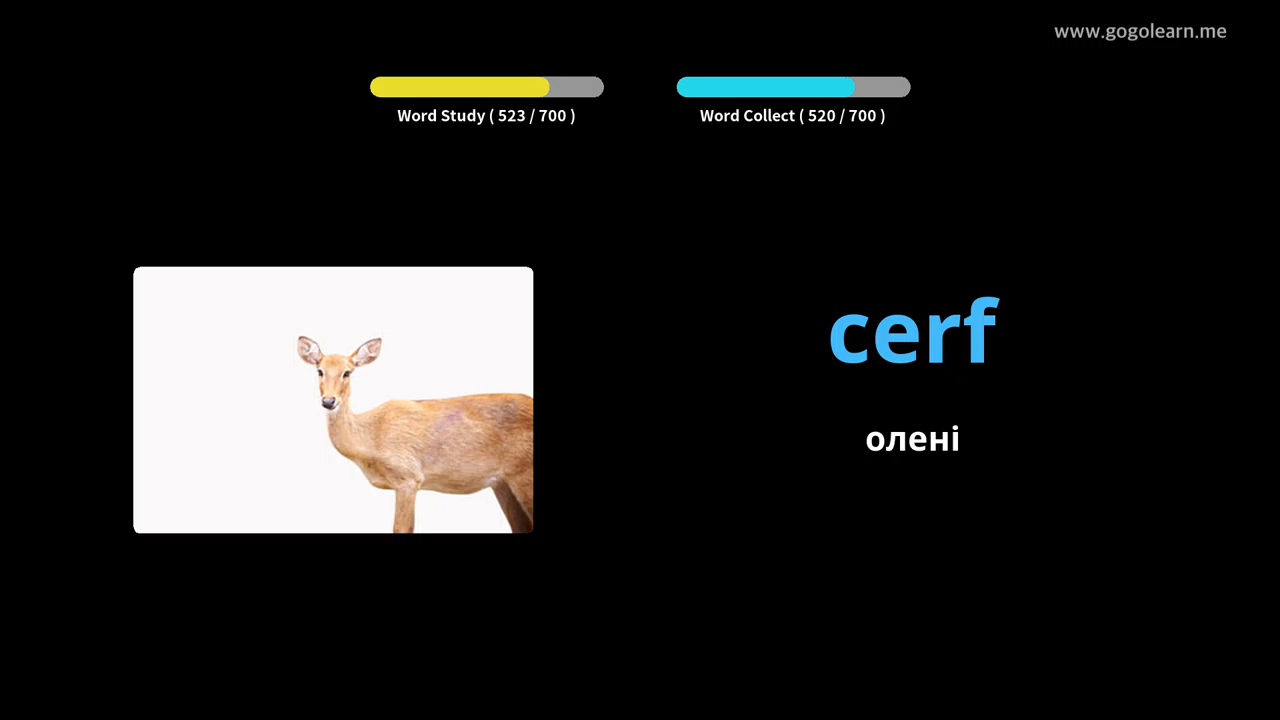 www.gogolearn.me
Word Study ( 523 / 700 )
Word Collect ( 520 / 700 )
cerf
олені